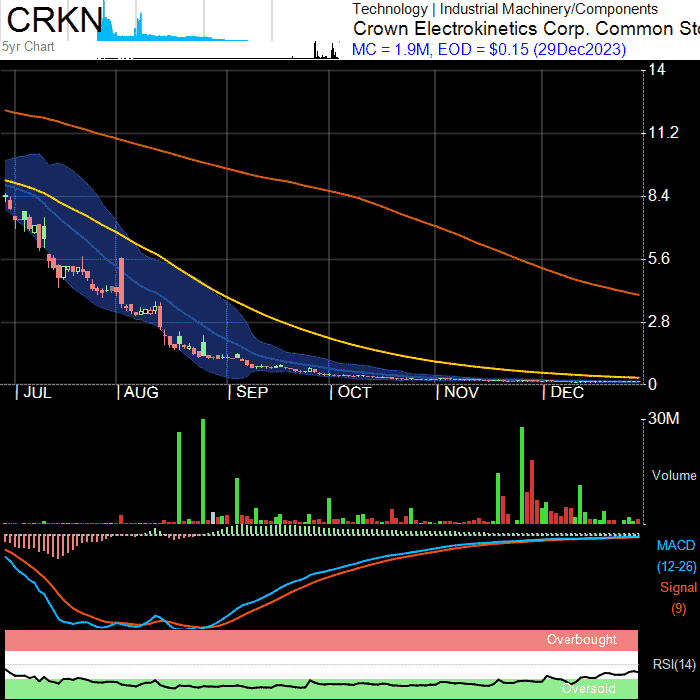 CRKN
5yr Chart
Technology | Industrial Machinery/Components
Crown Electrokinetics Corp. Common Sto
MC = 1.9M, EOD = $0.15 (29Dec2023)
14
11.2
8.4
5.6
2.8
0
JUL AUG SEP OCT NOV DEC
30M
Volume
MACD
(12-26)
Signal
(9)
Overbought
RSI(14)
Oversold